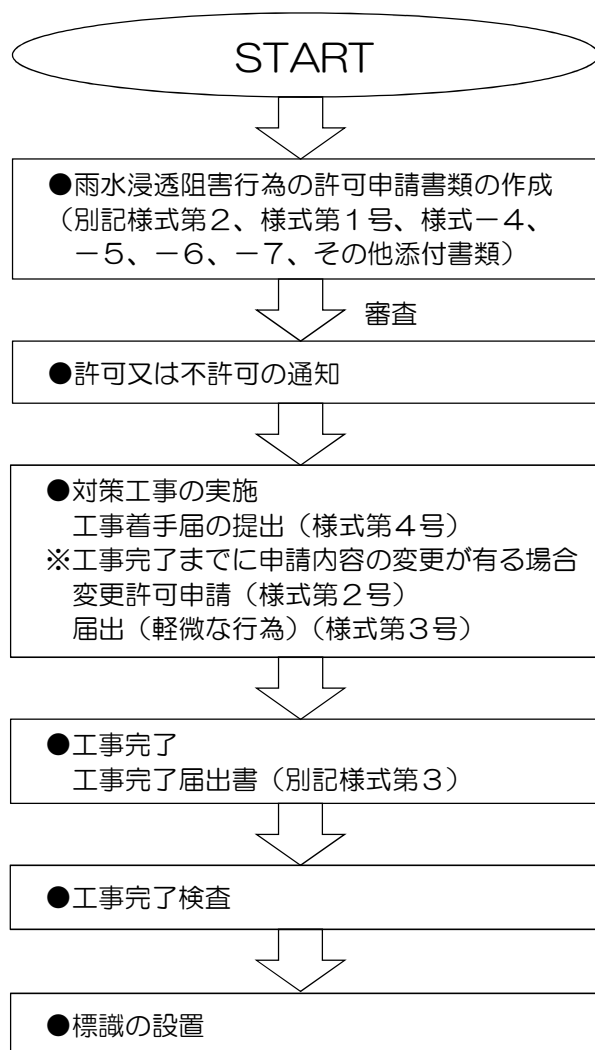 START
●雨水浸透阻害行為の許可申請書類の作成
（別記様式第２、様式第１号、様式－４、
－５、－６、－７、その他添付書類）
審査
●許可又は不許可の通知
●対策工事の実施
工事着手届の提出（様式第４号）
※工事完了までに申請内容の変更が有る場合
変更許可申請（様式第２号）
届出（軽微な行為）（様式第３号）
●工事完了
工事完了届出書（別記様式第３）
●工事完了検査
●標識の設置